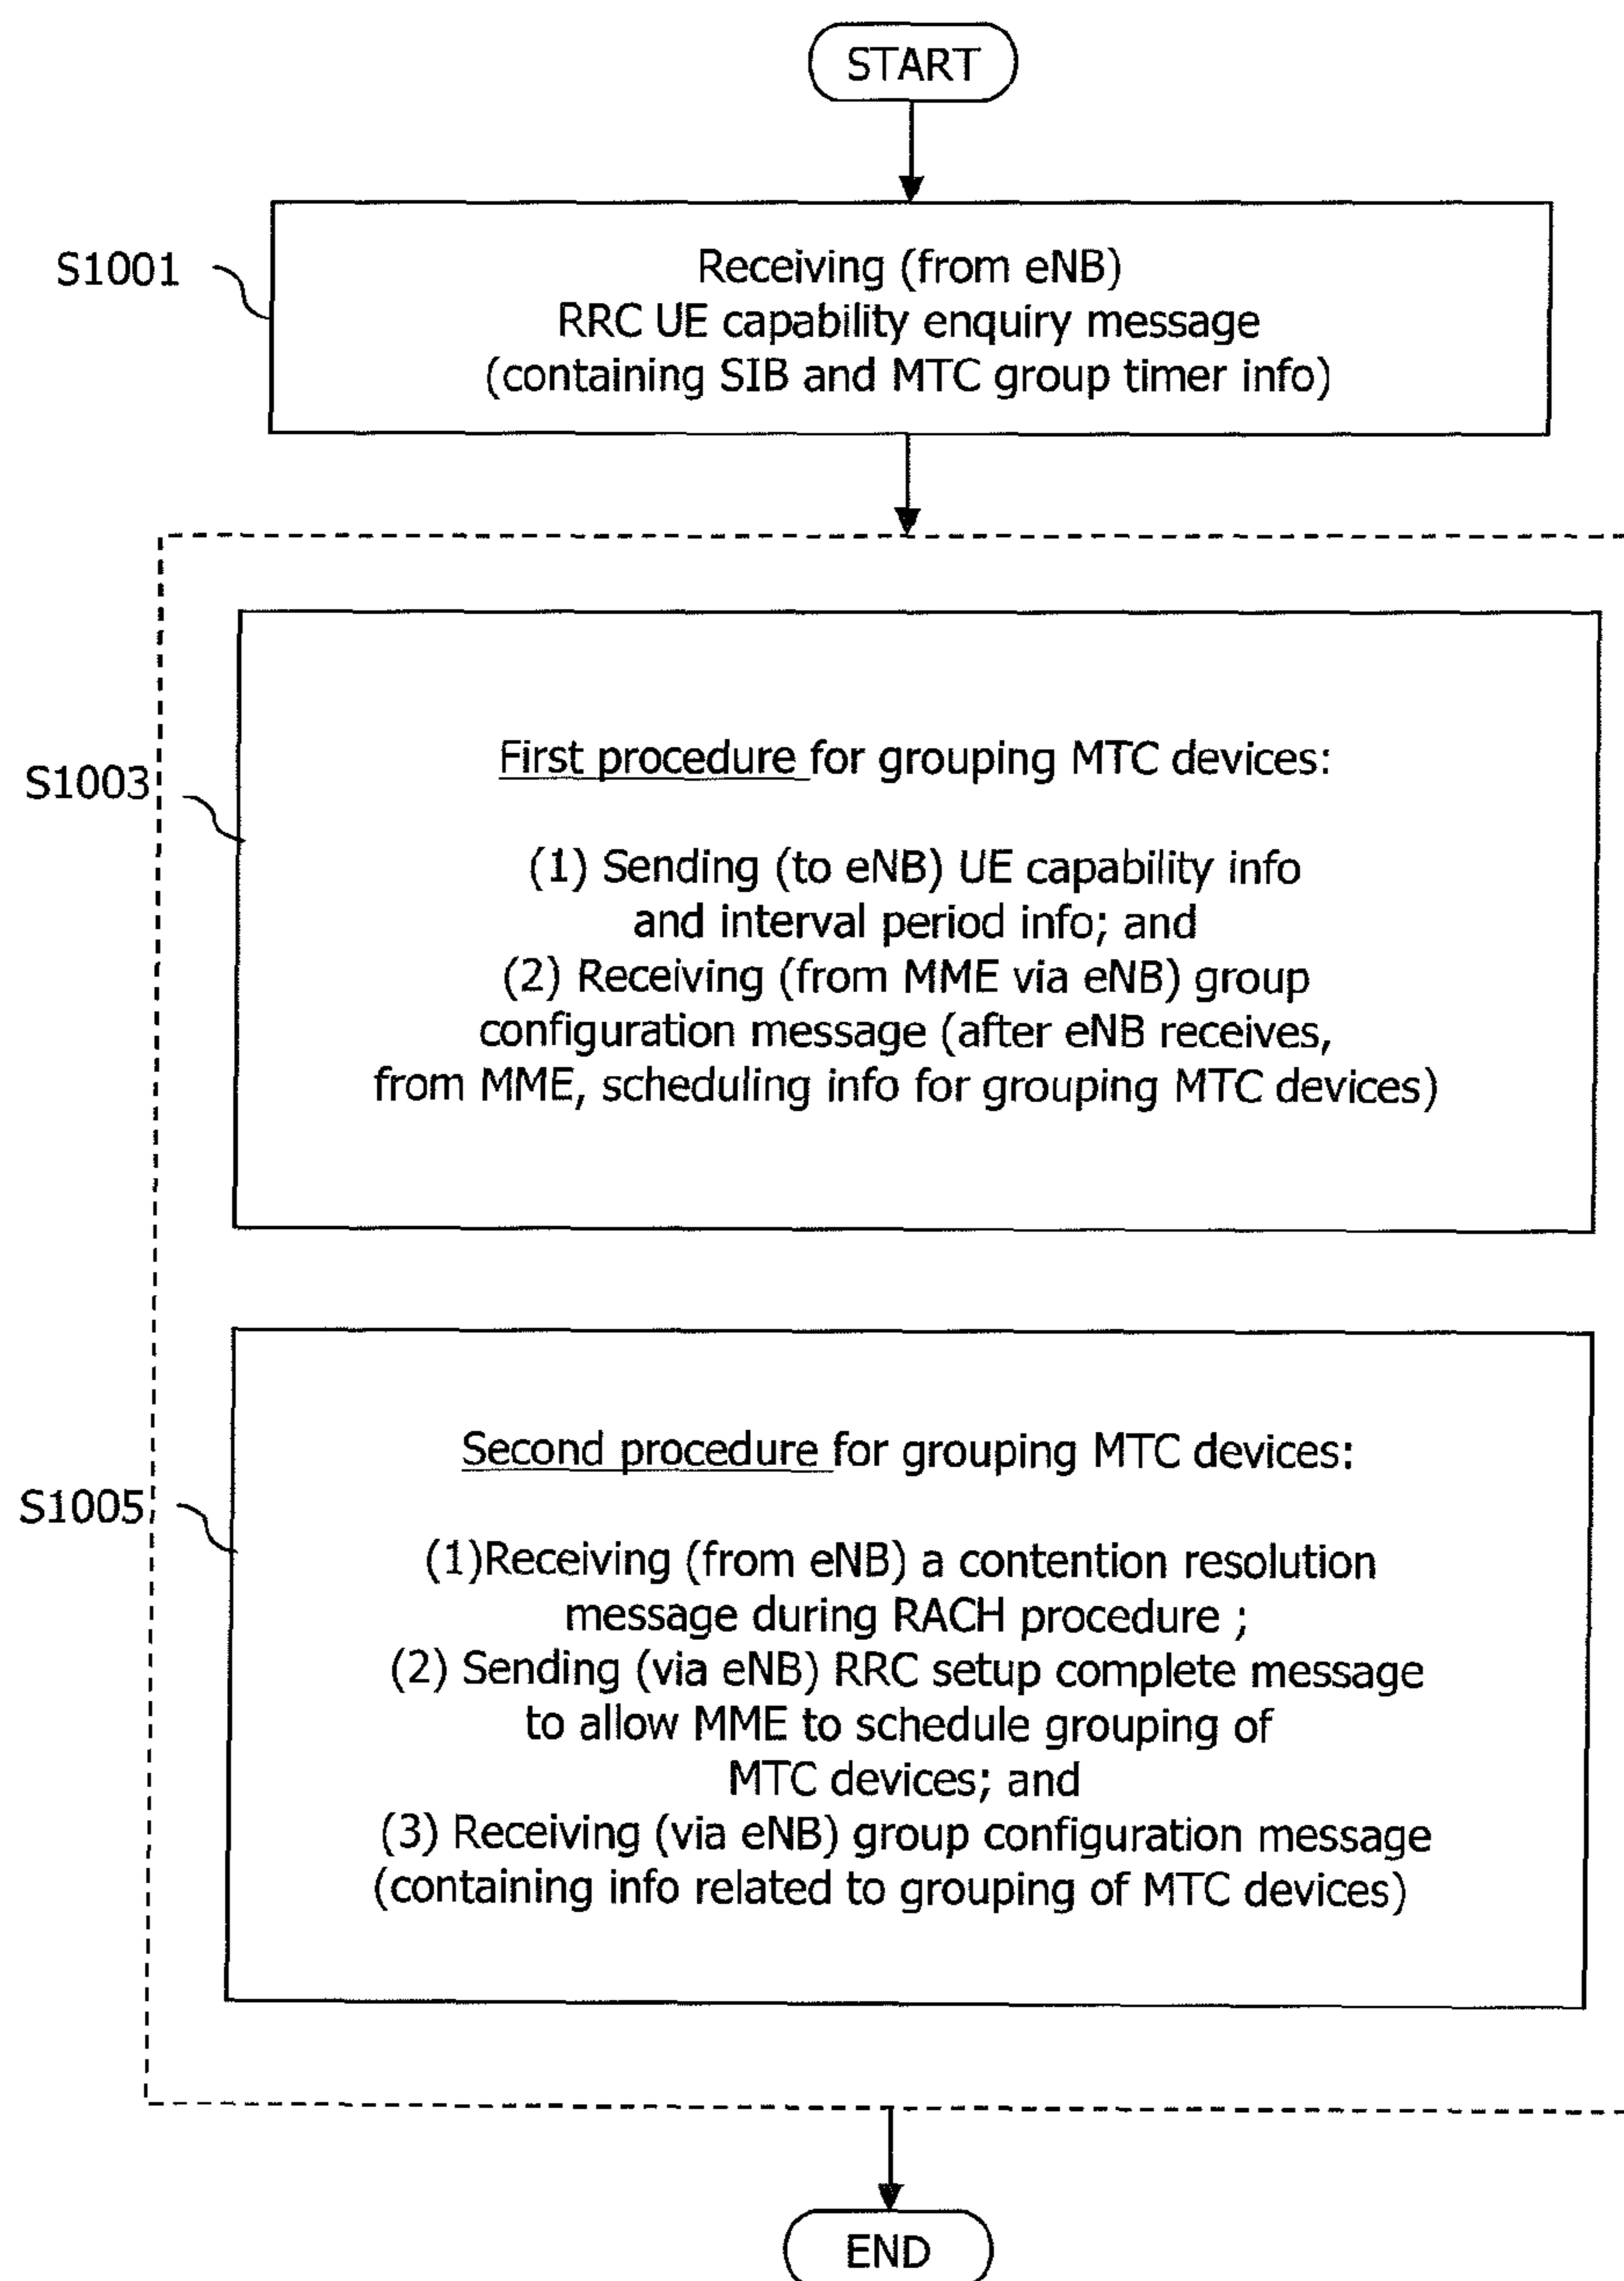 START
S1001
Receiving (from eNB)
RRC UE capability enquiry message
(containing SIB and MTC group timer info)
S1003
First procedure for grouping MTC devices:
(1) Sending (to eNB) UE capability info
and interval period info; and
(2) Receiving (from MME via eNB) group
configuration message (after eNB receives,
from MME, scheduling info for grouping MTC devices)
S1005
Second procedure for grouping MTC devices:
(1)Receiving (from eNB) a contention resolution
message during RACH procedure ;
(2) Sending (via eNB) RRC setup complete message
to allow MME to schedule grouping of
MTC devices; and
(3) Receiving (via eNB) group configuration message
(containing info related to grouping of MTC devices)
END